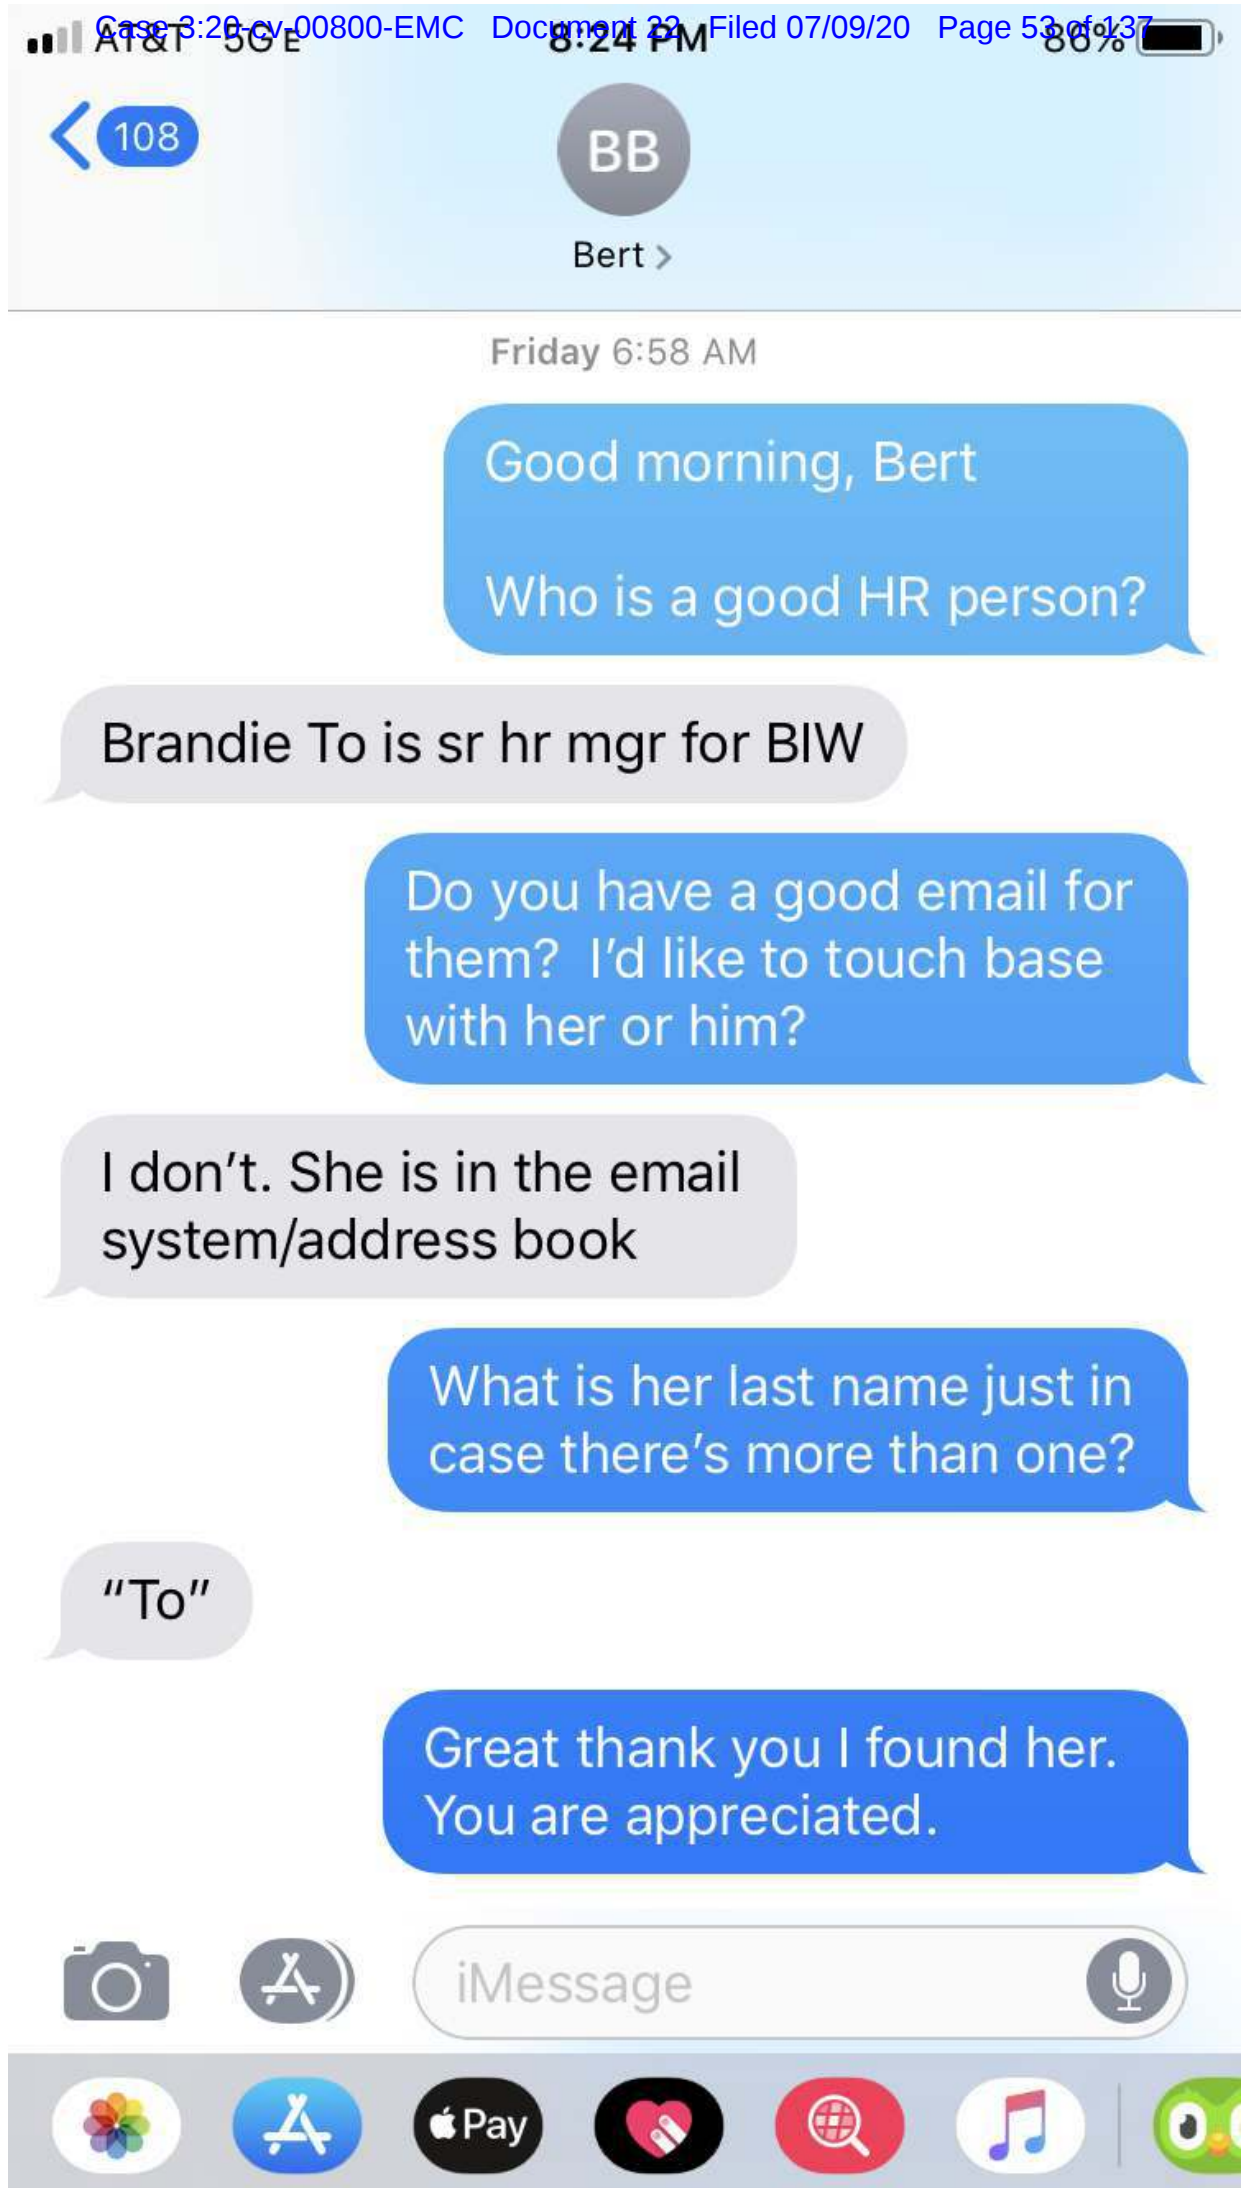 Case 3:20-cv-00800-EMC Document 22 Filed 07/09/20 Page 53 of 137
AT&T 5G E 8:24 PM 86%
108
BB
Bert
Friday 6:58 AM
Good morning, Bert
Who is a good HR person?
Brandie To is sr hr mgr for BIW
Do you have a good email for
them?  I’d like to touch base
with her or him?
I don’t. She is in the email
system/address book
What is her last name just in
case there’s more than one?
“To”
Great thank you I found her.
You are appreciated.
iMessage
Pay